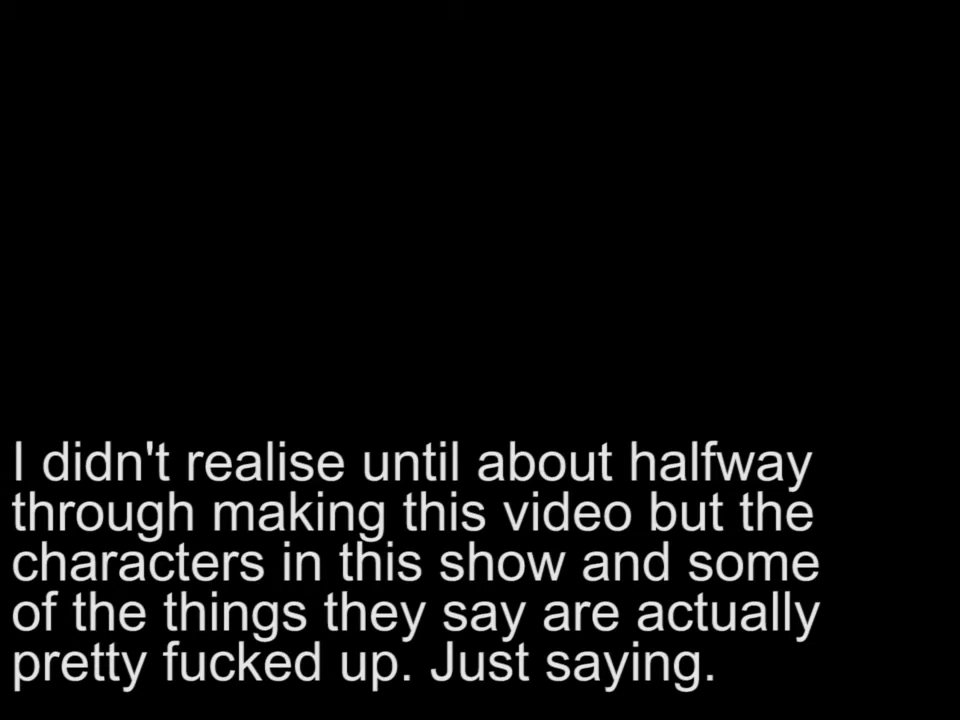 I didn't realise until about halfway
through making this video but the
characters in this show and some
of the things they say are actually
pretty fucked up. Just saying.